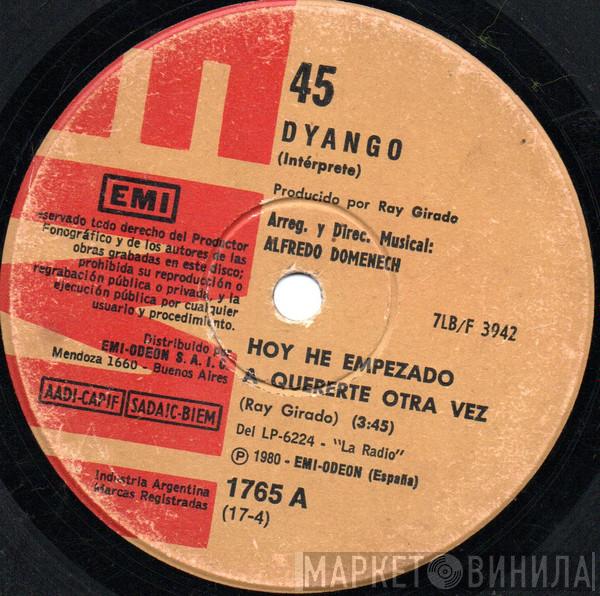 45
DYANGO
(Intérprete)
Producido por Ray Girado
Arreg. y Direc. Musical:
ALFREDO DOMENECH
EMI
eservado todo derecho del Productor
Fonográfico y de los autores de las
obras grabadas en este disco;
prohibida su reproducción o
regrabación pública o privada, y la
ejecución pública por cualquier
usuario y procedimiento.
Distribuido por
EMI-ODEON S.A.I.C.
Mendoza 1660 - Buenos Aires
AADI-CAPIF SADAIC-BIEM
7LB/F 3942
HOY HE EMPEZADO
A QUERERTE OTRA VEZ
(Ray Girado) (3:45)
Del LP-6224 - "La Radio"
Ⓟ 1980 - EMI-ODEON (España)
Industria Argentina
Marcas Registradas
1765 A
(17-4)
МАРКЕТ ВИНИЛА